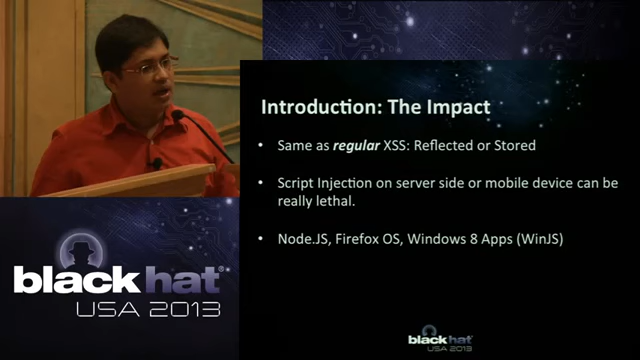 Introduction: The Impact
• Same as regular XSS: Reflected or Stored
• Script Injection on server side or mobile device can be
really lethal.
• Node.JS, Firefox OS, Windows 8 Apps (WinJS)
black hat®
USA 2013
black hat®
USA 2013